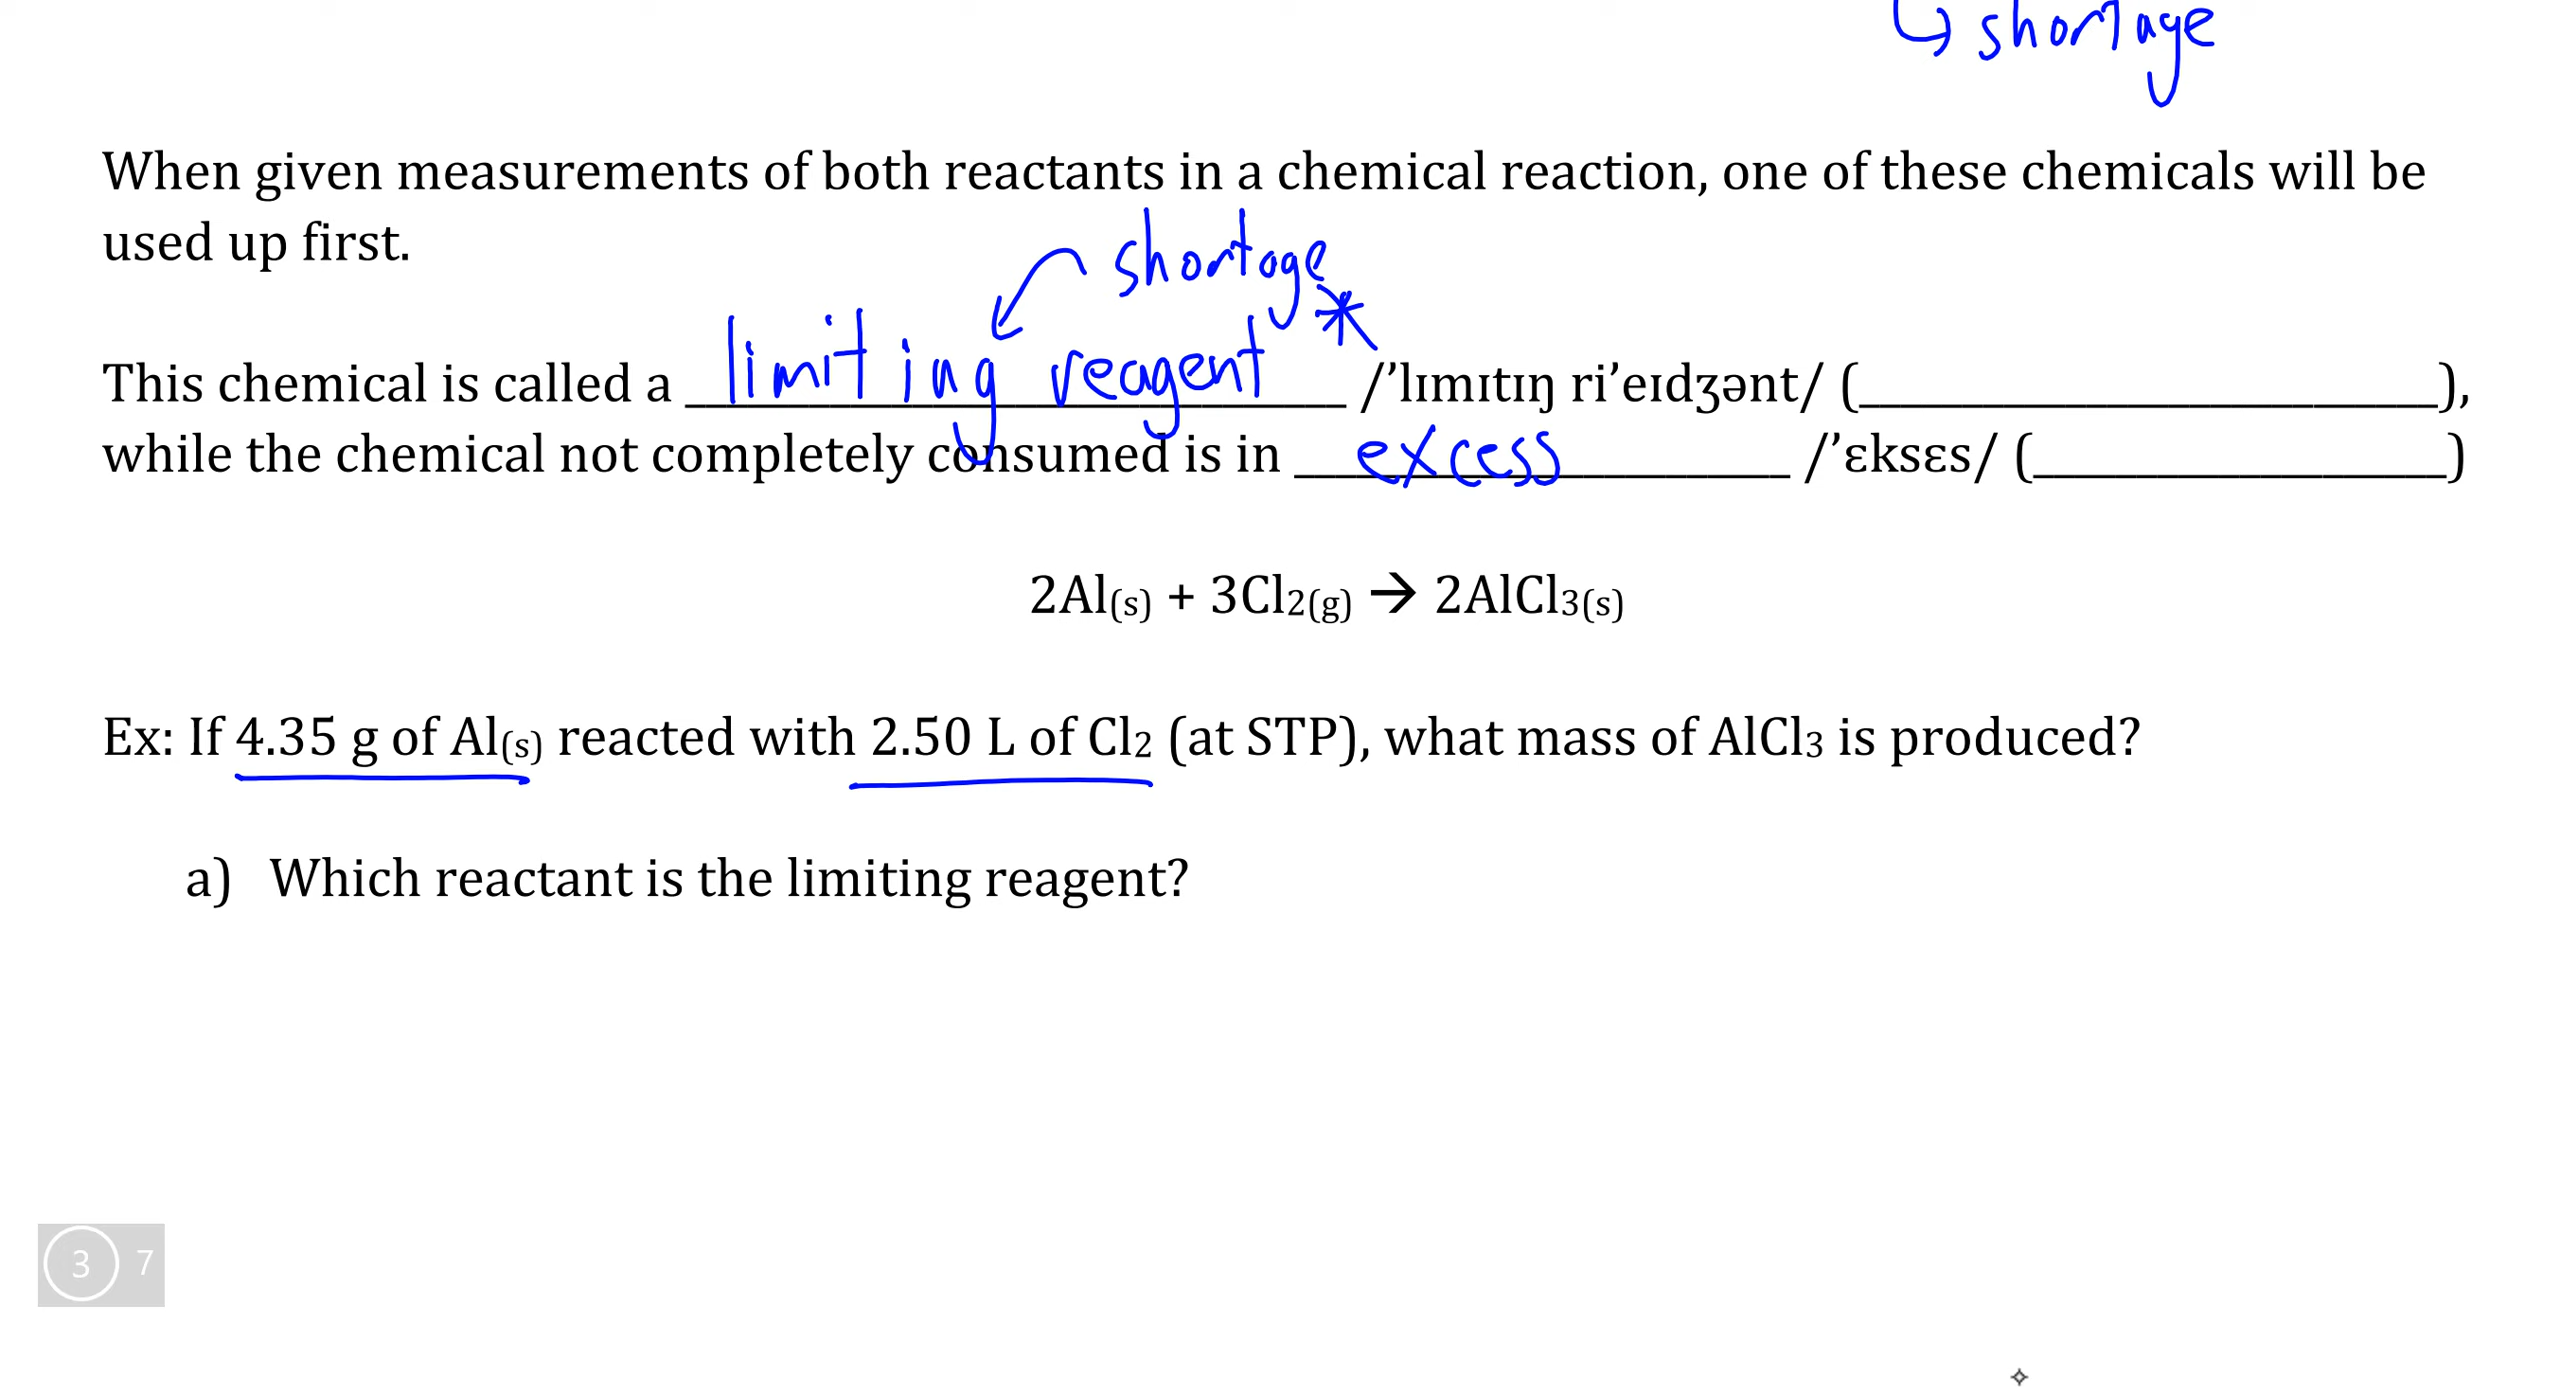 ↳ shortage
When given measurements of both reactants in a chemical reaction, one of these chemicals will be
used up first.
shortage
This chemical is called a limiting reagent* /’lɪmɪtɪŋ ri’eɪdʒənt/ (____________________________),
while the chemical not completely consumed is in excess /’ɛksɛs/ (____________________)
2Al(s) + 3Cl2(g) → 2AlCl3(s)
Ex: If 4.35 g of Al(s) reacted with 2.50 L of Cl2 (at STP), what mass of AlCl3 is produced?
a) Which reactant is the limiting reagent?
3 7